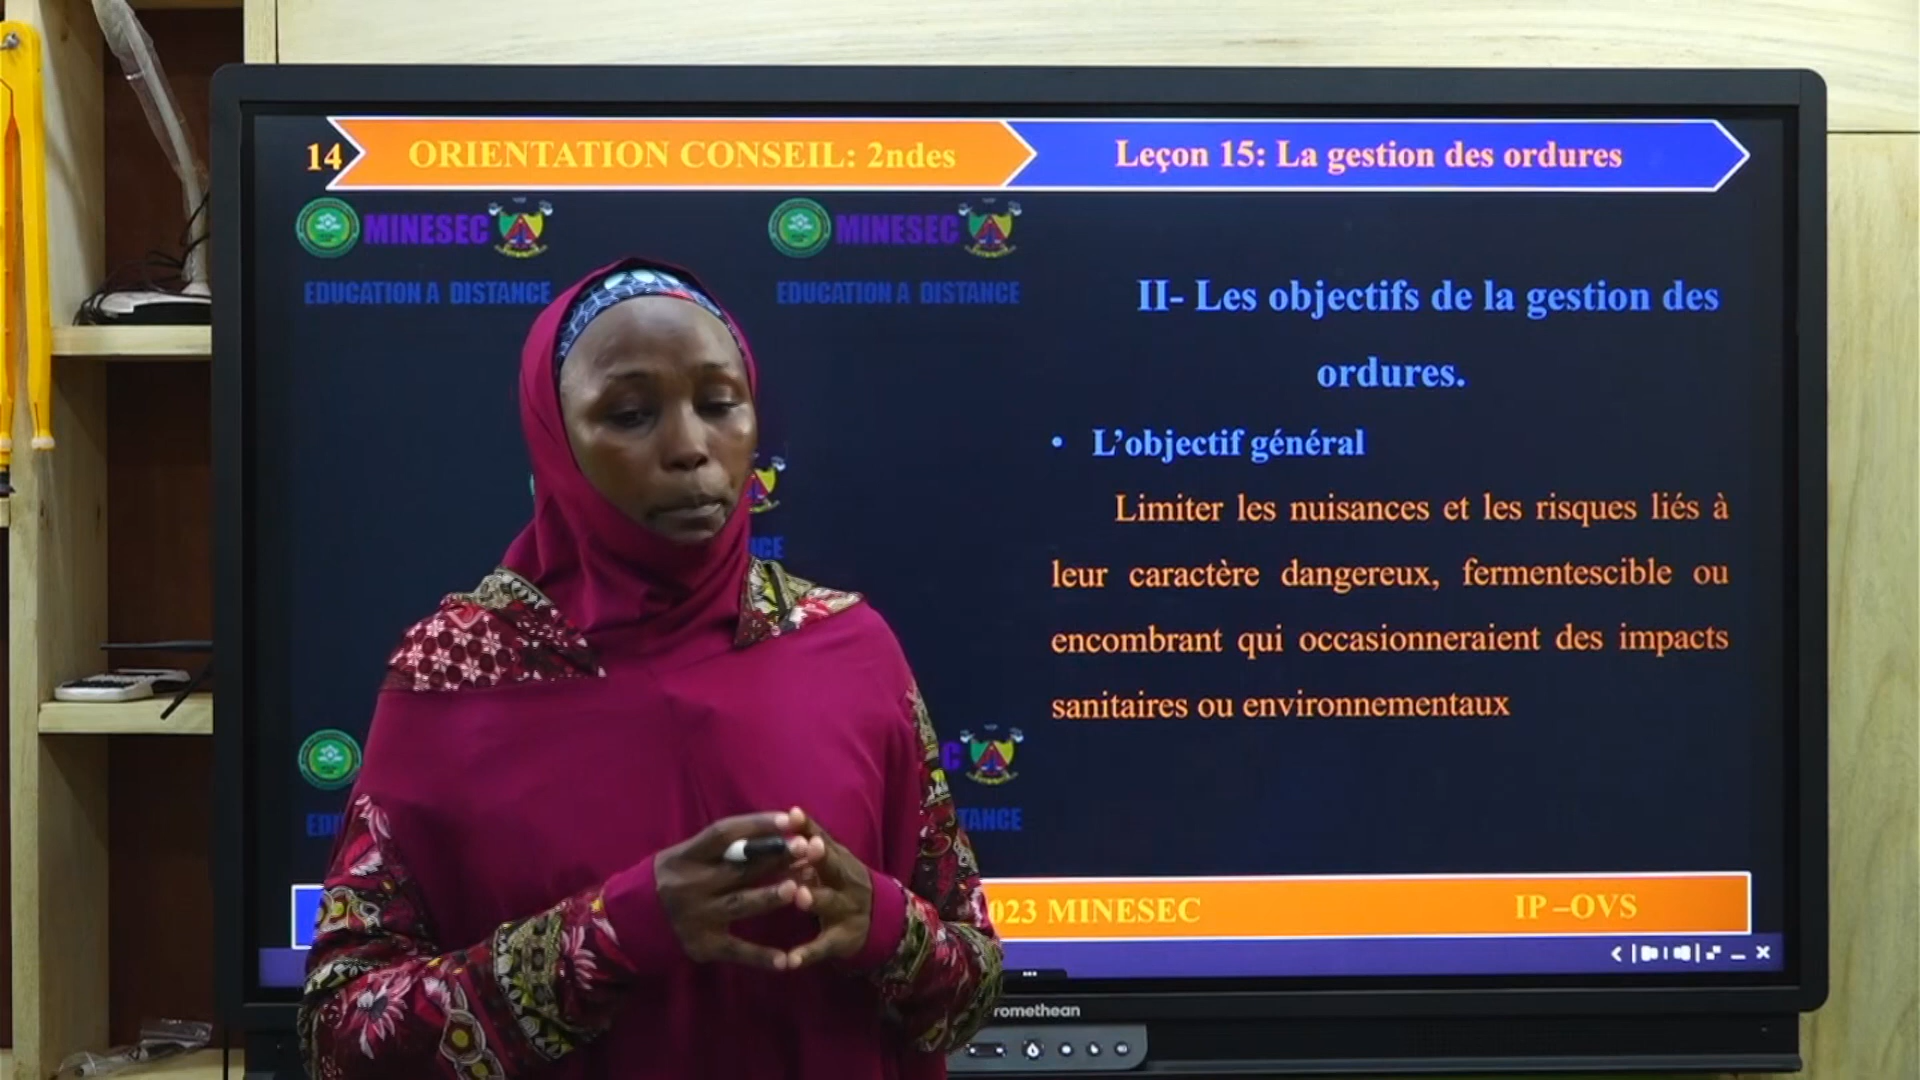 14 ORIENTATION CONSEIL: 2ndes Leçon 15: La gestion des ordures
MINESEC MINESEC
EDUCATION A DISTANCE EDUCATION A DISTANCE
II- Les objectifs de la gestion des
ordures.
• L’objectif général
Limiter les nuisances et les risques liés à
leur caractère dangereux, fermentescible ou
encombrant qui occasionneraient des impacts
sanitaires ou environnementaux
023 MINESEC IP –OVS
romethean